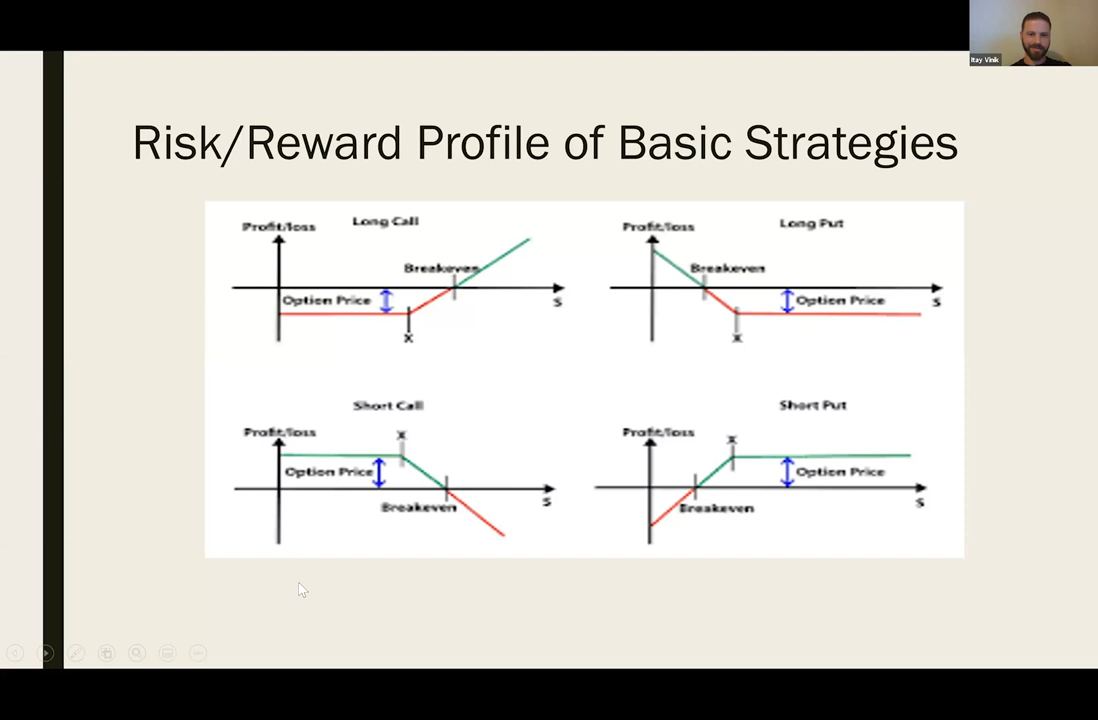 Itay Vinik
Risk/Reward Profile of Basic Strategies
Profit/loss
Long Call
Breakeven
Option Price
S
X
Profit/loss
Long Put
Breakeven
Option Price
S
X
Short Call
Profit/loss
X
Option Price
Breakeven
S
Short Put
Profit/loss
X
Option Price
Breakeven
S